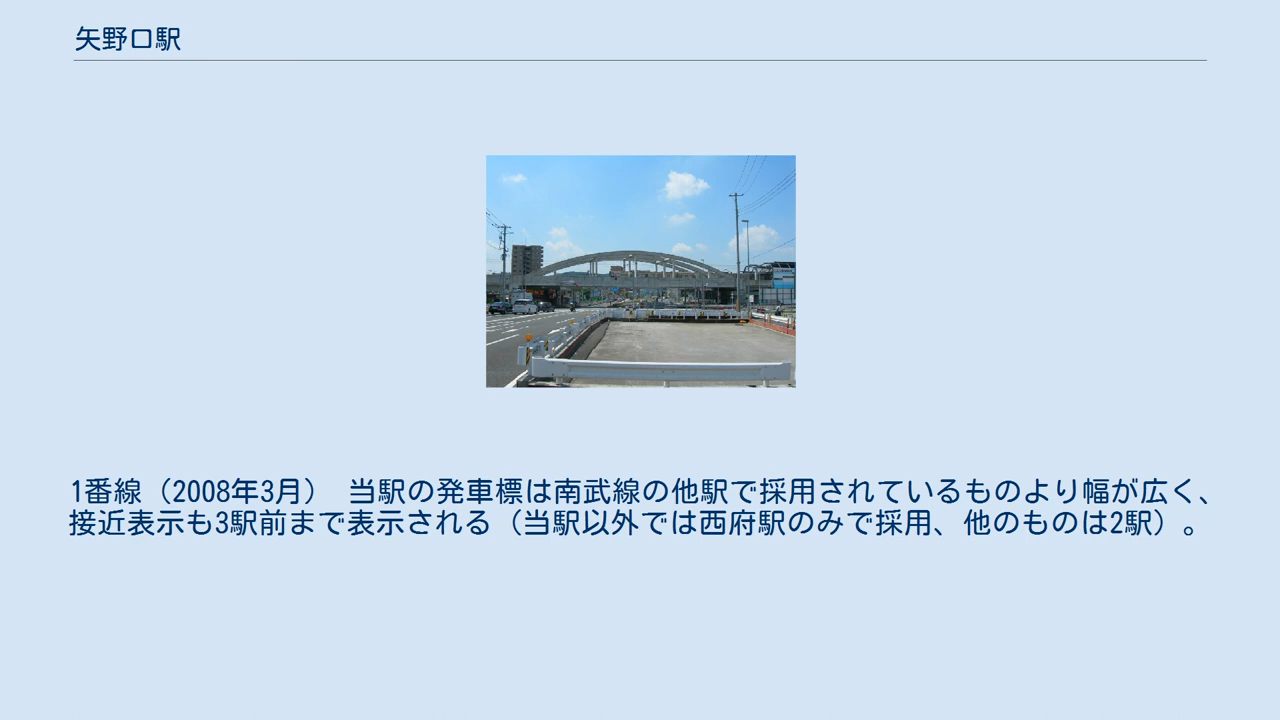 矢野口駅
1番線（2008年3月） 当駅の発車標は南武線の他駅で採用されているものより幅が広く、
接近表示も3駅前まで表示される（当駅以外では西府駅のみで採用、他のものは2駅）。